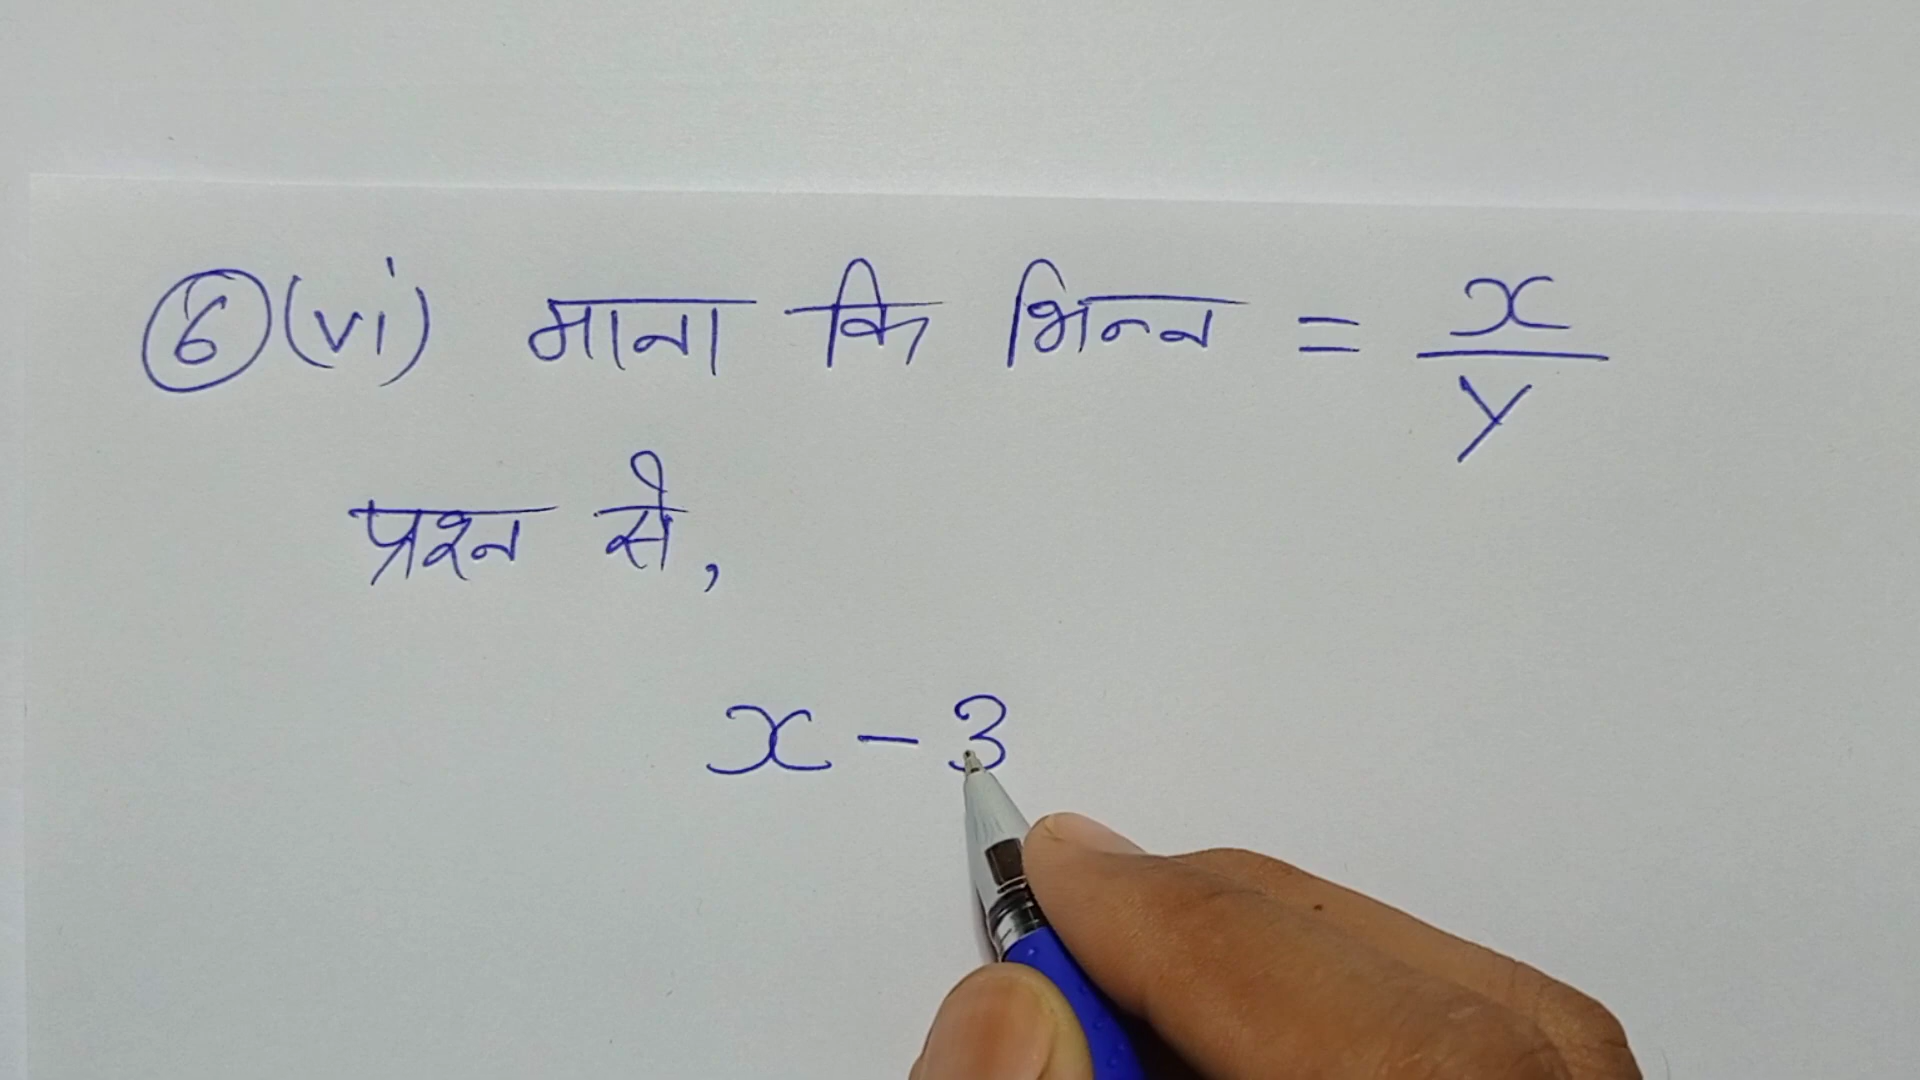 ⑥(vi) माना कि भिन्न = x/y
प्रश्न से,
x - 3